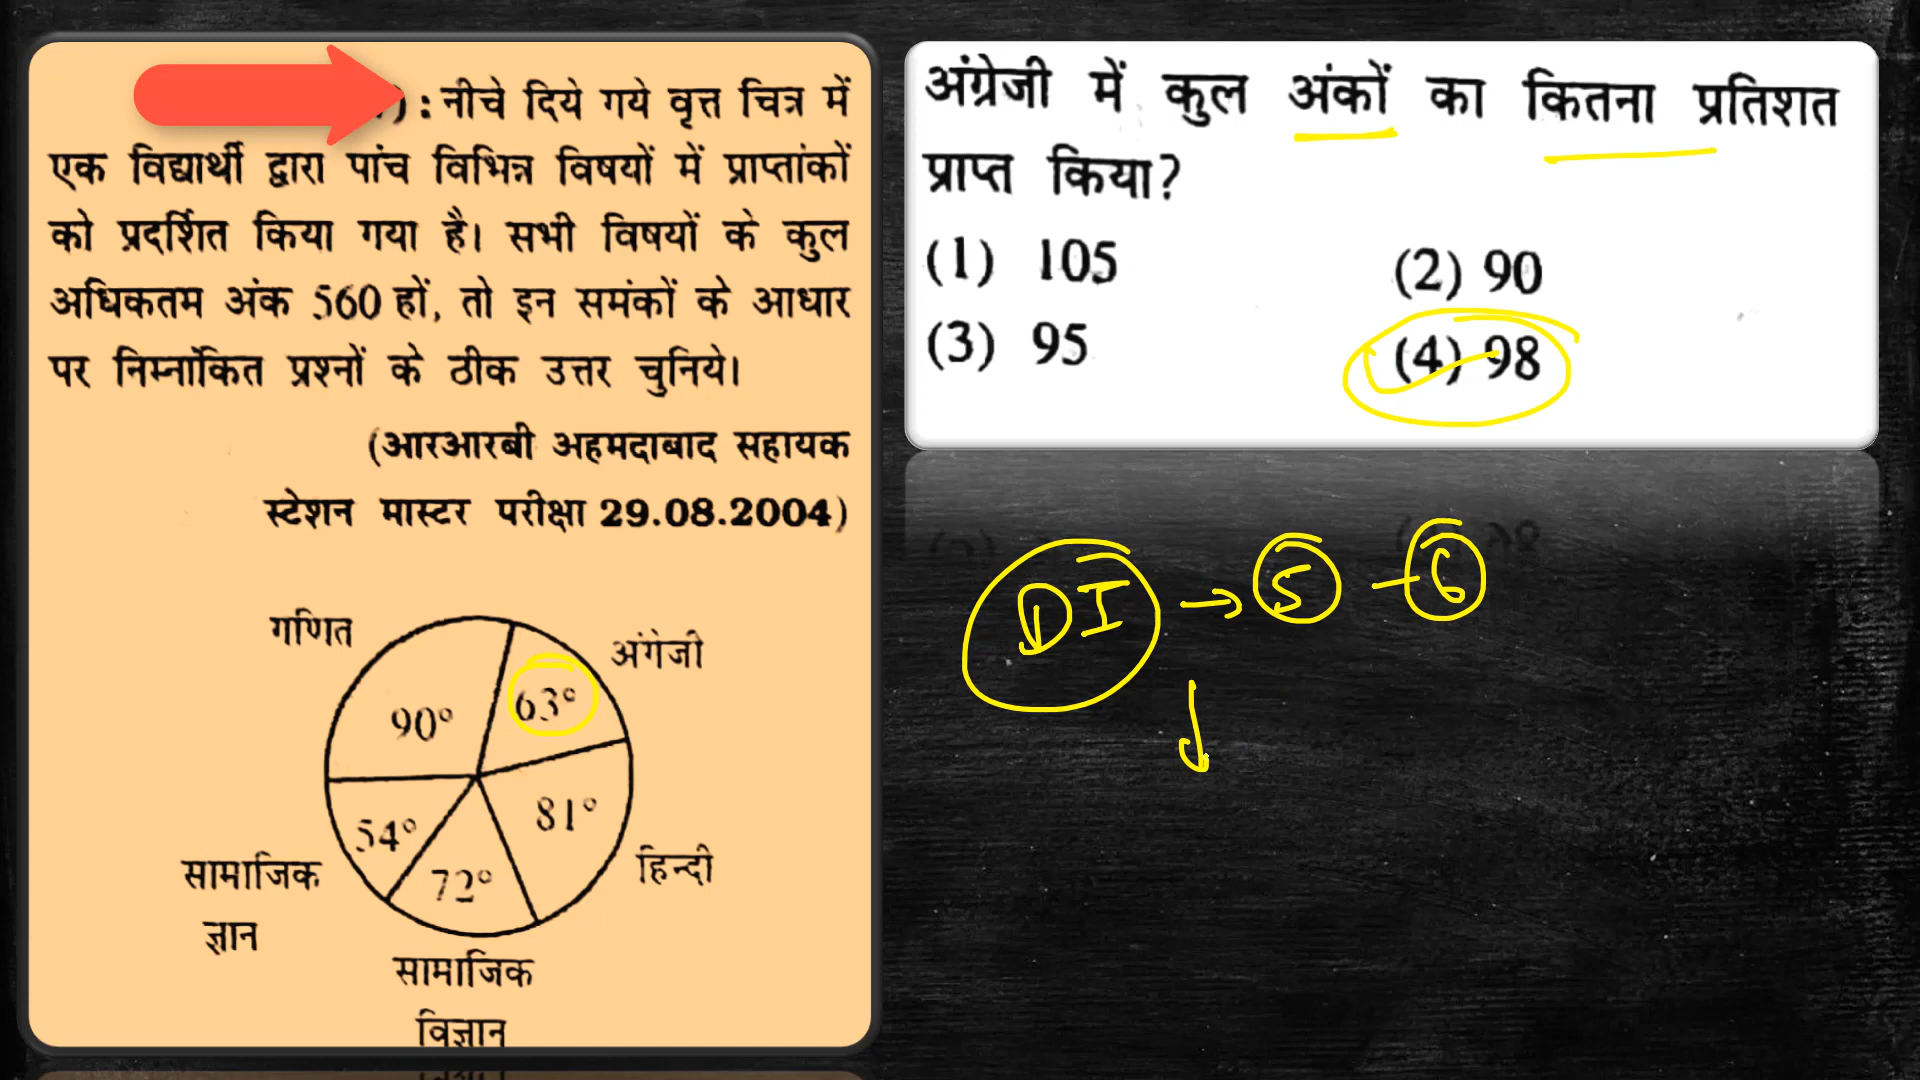 ) : नीचे दिये गये वृत्त चित्र में
एक विद्यार्थी द्वारा पांच विभिन्न विषयों में प्राप्तांकों
को प्रदर्शित किया गया है। सभी विषयों के कुल
अधिकतम अंक 560 हों, तो इन समंकों के आधार
पर निम्नांकित प्रश्नों के ठीक उत्तर चुनिये।
(आरआरबी अहमदाबाद सहायक
स्टेशन मास्टर परीक्षा 29.08.2004)
गणित
अंगेजी
63°
90°
81°
54°
72°
हिन्दी
सामाजिक
ज्ञान
सामाजिक
विज्ञान
अंग्रेजी में कुल अंकों का कितना प्रतिशत
प्राप्त किया?
(1) 105 (2) 90
(3) 95 (4) 98
DI → 5 - 6